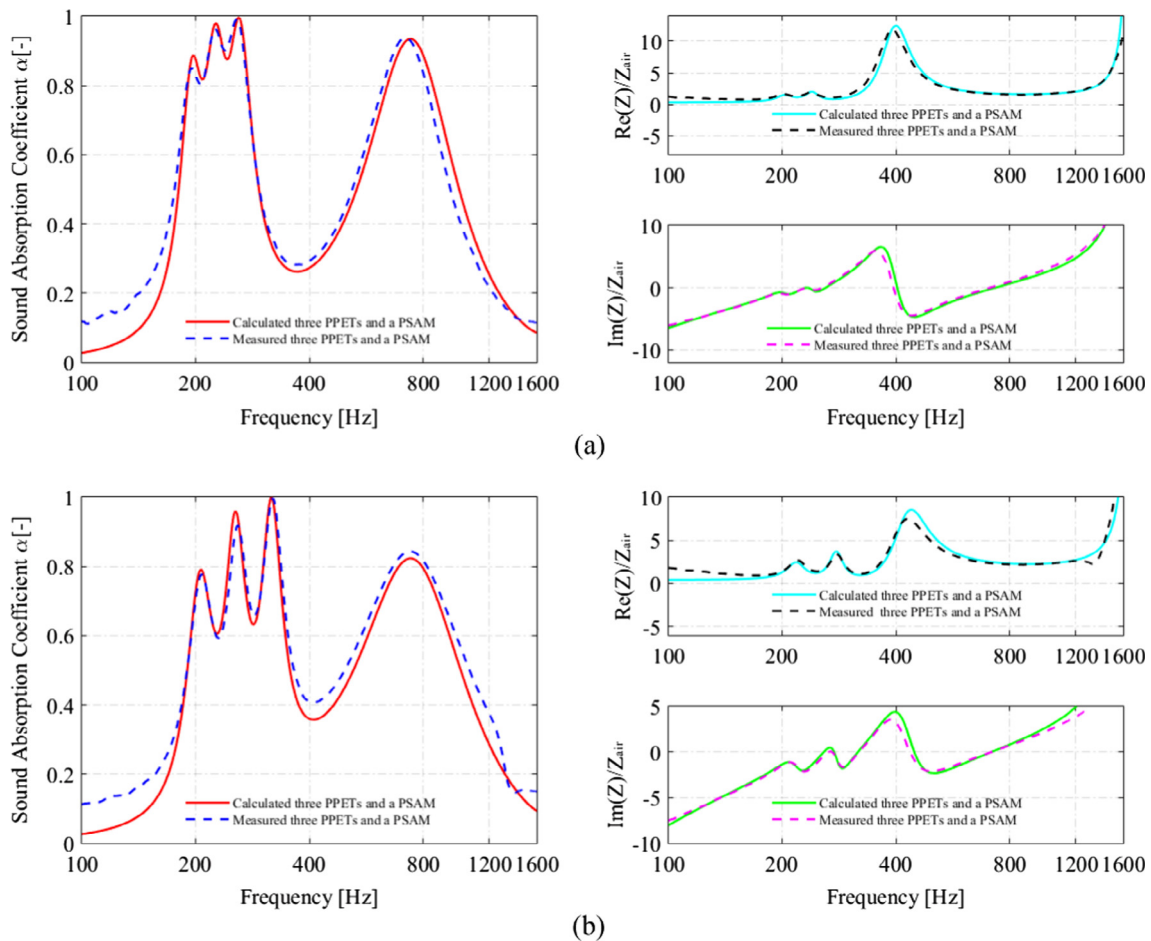 Sound Absorption Coefficient α[-]
1
0.8
0.6
0.4
0.2
0
Calculated three PPETs and a PSAM
Measured three PPETs and a PSAM
100 200 400 800 1200 1600
Frequency [Hz]
Re(Z)/Zair
10
5
0
-5
Calculated three PPETs and a PSAM
Measured three PPETs and a PSAM
100 200 400 800 1200 1600
Im(Z)/Zair
10
0
-10
Calculated three PPETs and a PSAM
Measured three PPETs and a PSAM
100 200 400 800 1200 1600
Frequency [Hz]
(a)
Sound Absorption Coefficient α[-]
1
0.8
0.6
0.4
0.2
0
Calculated three PPETs and a PSAM
Measured three PPETs and a PSAM
100 200 400 800 1200 1600
Frequency [Hz]
Re(Z)/Zair
10
5
0
-5
Calculated three PPETs and a PSAM
Measured three PPETs and a PSAM
100 200 400 800 1200 1600
Im(Z)/Zair
5
0
-5
-10
Calculated three PPETs and a PSAM
Measured three PPETs and a PSAM
100 200 400 800 1200 1600
Frequency [Hz]
(b)